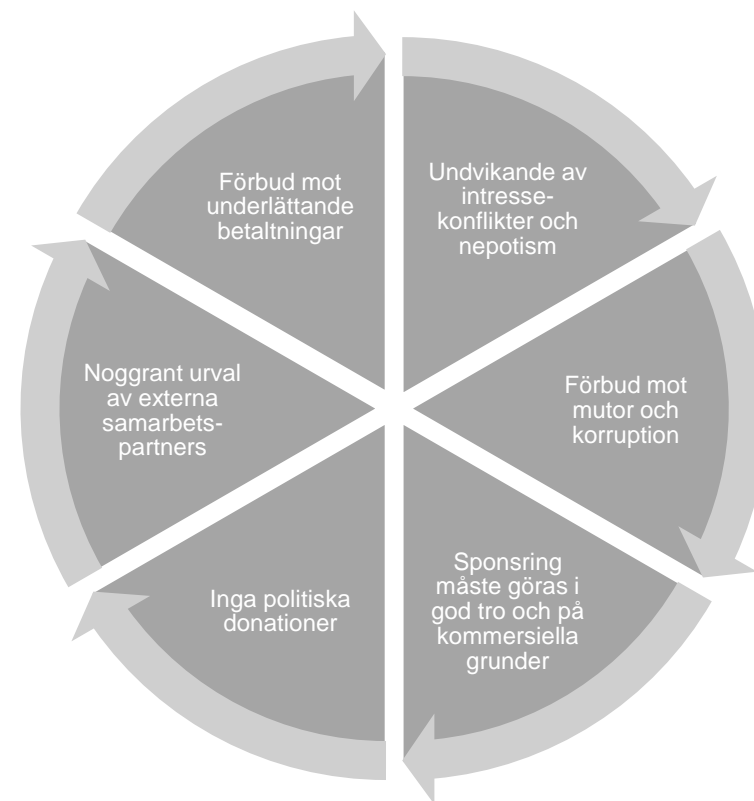 Undvikande av
intresse-
konflikter och
nepotism
Förbud mot
mutor och
korruption
Sponsring
måste göras i
god tro och på
kommersiella
grunder
Inga politiska
donationer
Noggrant urval
av externa
samarbets-
partners
Förbud mot
underlättande
betaltningar